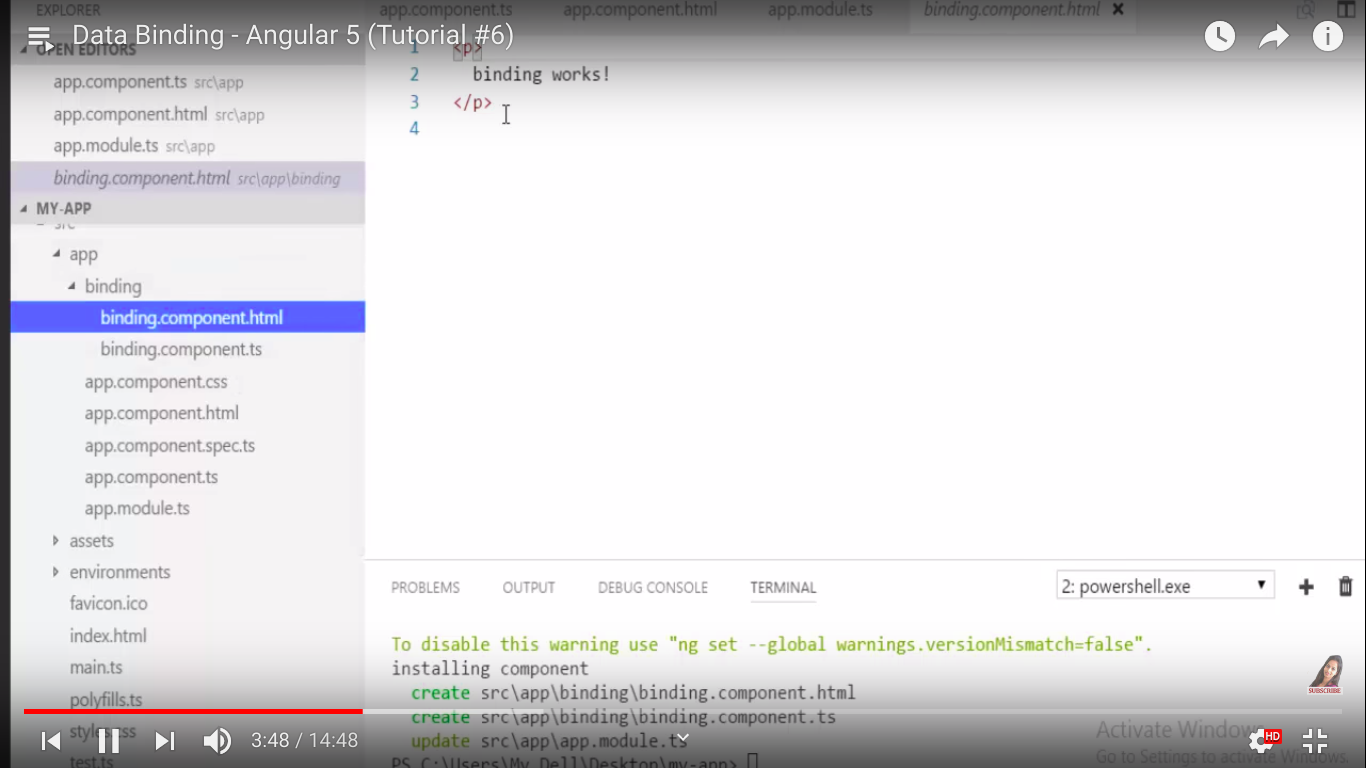 EXPLORER
app.component.ts
app.component.html
app.module.ts
binding.component.html
Data Binding - Angular 5 (Tutorial #6)
OPEN EDITORS
app.component.ts src\app
app.component.html src\app
app.module.ts src\app
binding.component.html src\app\binding
MY-APP
src
app
binding
binding.component.html
binding.component.ts
app.component.css
app.component.html
app.component.spec.ts
app.component.ts
app.module.ts
assets
environments
favicon.ico
index.html
main.ts
polyfills.ts
styles.css
test.ts
1 <p>
2 binding works!
3 </p>
4
PROBLEMS
OUTPUT
DEBUG CONSOLE
TERMINAL
2: powershell.exe
To disable this warning use "ng set --global warnings.versionMismatch=false".
installing component
create src\app\binding\binding.component.html
create src\app\binding\binding.component.ts
update src\app\app.module.ts
PS C:\Users\My Dell\Desktop\my-app>
SUBSCRIBE
Activate Windows
Go to Settings to activate Windows.
3:48 / 14:48
HD